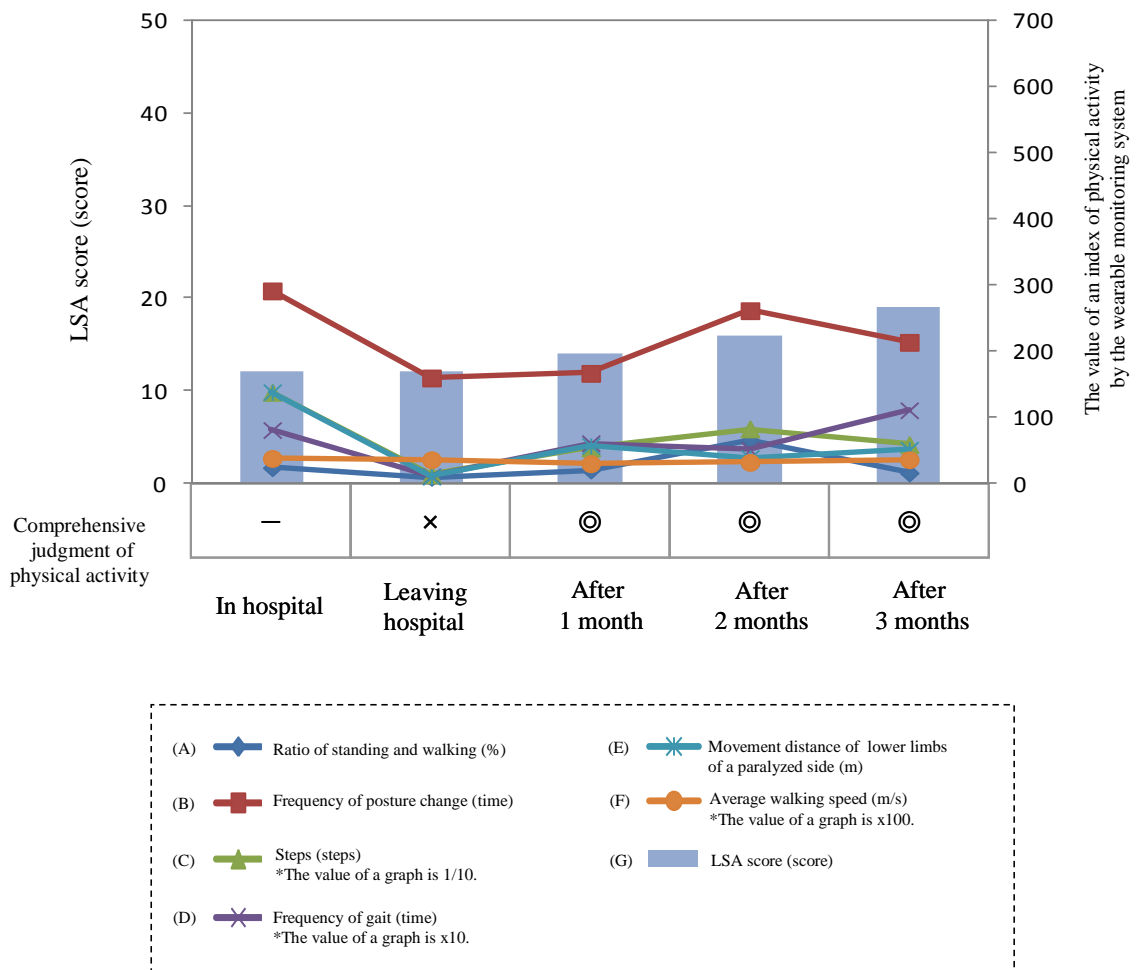 50
40
30
20
10
0
LSA score (score)
700
600
500
400
300
200
100
0
The value of an index of physical activity
by the wearable monitoring system
Comprehensive
judgment of
physical activity
— × ◎ ◎ ◎
In hospital
Leaving
hospital
After
1 month
After
2 months
After
3 months
(A) Ratio of standing and walking (%)
(B) Frequency of posture change (time)
(C) Steps (steps)
*The value of a graph is 1/10.
(D) Frequency of gait (time)
*The value of a graph is x10.
(E) Movement distance of lower limbs
of a paralyzed side (m)
(F) Average walking speed (m/s)
*The value of a graph is x100.
(G) LSA score (score)